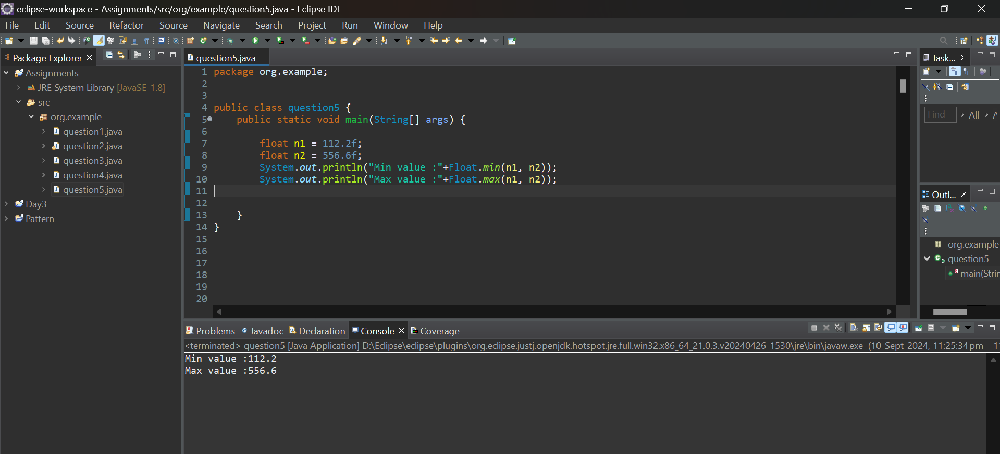 eclipse-workspace - Assignments/src/org/example/question5.java - Eclipse IDE
File Edit Source Refactor Source Navigate Search Project Run Window Help
Package Explorer
Assignments
JRE System Library [JavaSE-1.8]
src
org.example
question1.java
question2.java
question3.java
question4.java
question5.java
Day3
Pattern
question5.java
1 package org.example;
2
3
4 public class question5 {
5 public static void main(String[] args) {
6
7 float n1 = 112.2f;
8 float n2 = 556.6f;
9 System.out.println("Min value :"+Float.min(n1, n2));
10 System.out.println("Max value :"+Float.max(n1, n2));
11
12
13 }
14 }
15
16
17
18
19
20
Task...
Find All A
Outl...
org.example
question5
main(Strin
Problems Javadoc Declaration Console Coverage
<terminated> question5 [Java Application] D:\Eclipse\eclipse\plugins\org.eclipse.justj.openjdk.hotspot.jre.full.win32.x86_64_21.0.3.v20240426-1530\jre\bin\javaw.exe (10-Sept-2024, 11:25:34 pm – 1
Min value :112.2
Max value :556.6